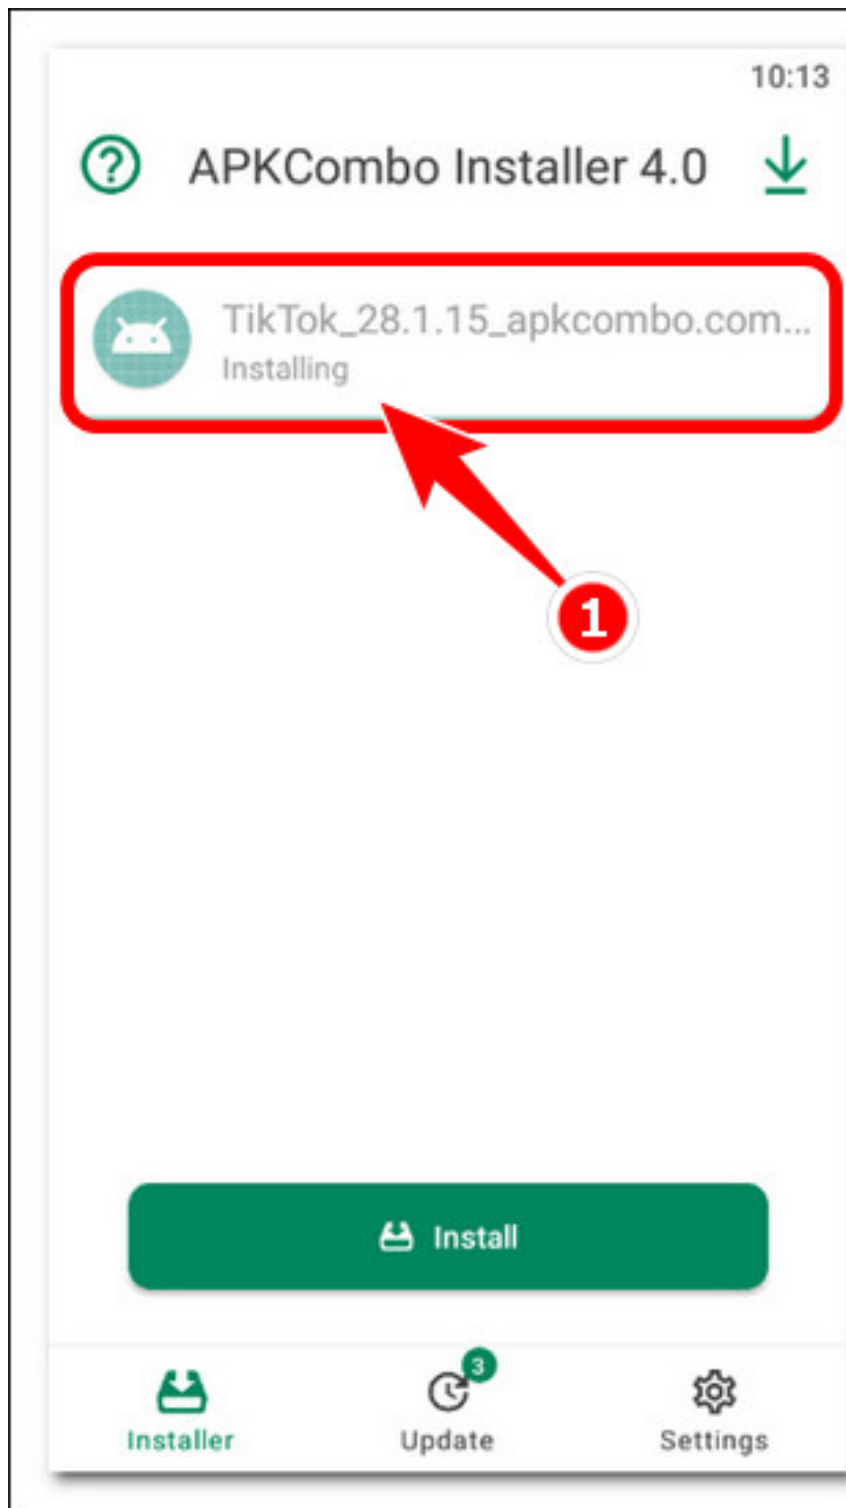 10:13
APKCombo Installer 4.0
TikTok_28.1.15_apkcombo.com...
Installing
1
Install
3
Installer
Update
Settings